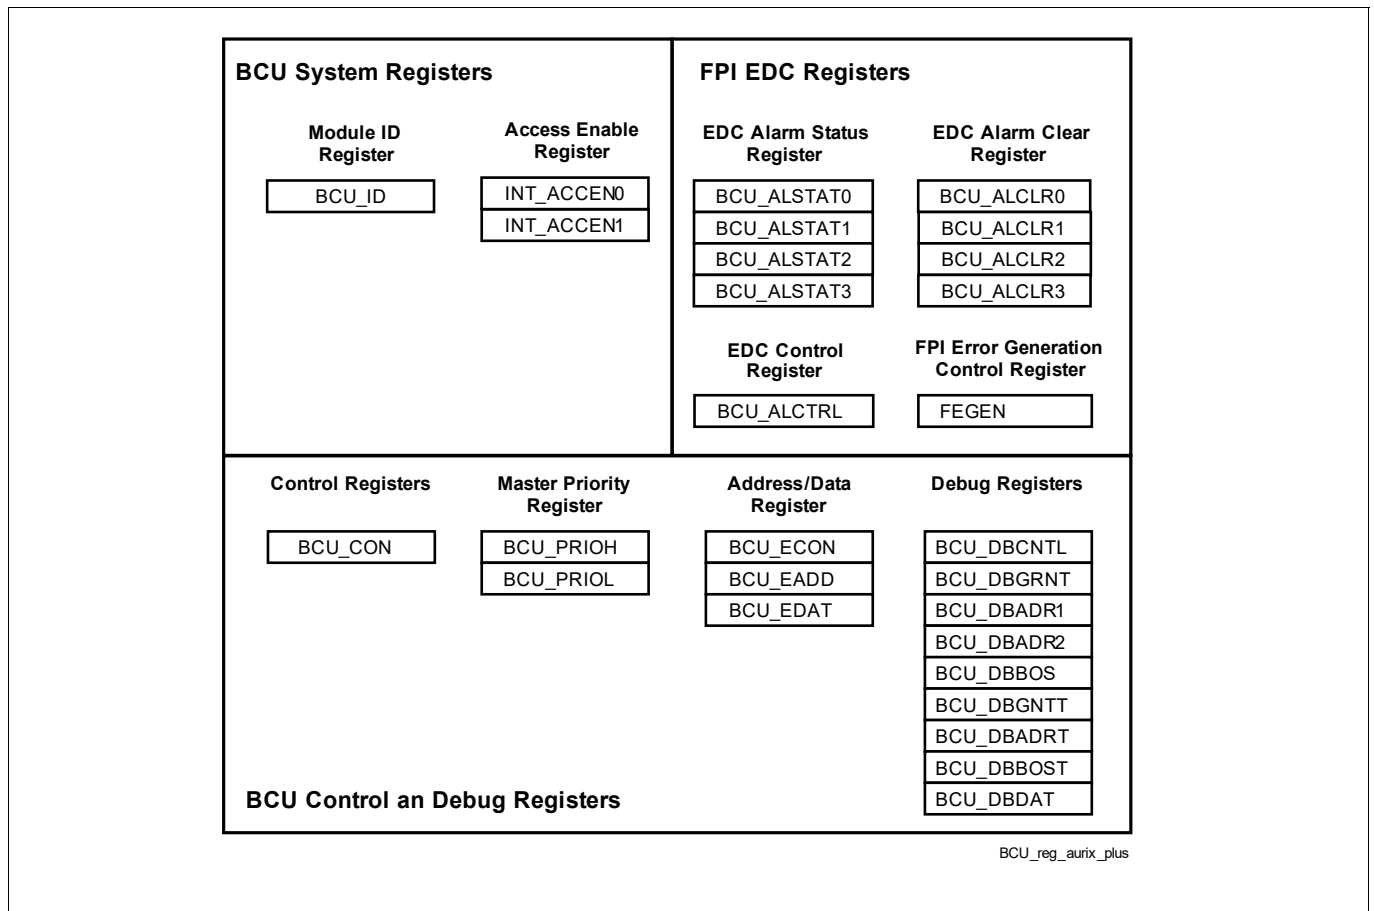 BCU System Registers
Module ID
Register
BCU_ID
Access Enable
Register
INT_ACCEN0
INT_ACCEN1
FPI EDC Registers
EDC Alarm Status
Register
BCU_ALSTAT0
BCU_ALSTAT1
BCU_ALSTAT2
BCU_ALSTAT3
EDC Alarm Clear
Register
BCU_ALCLR0
BCU_ALCLR1
BCU_ALCLR2
BCU_ALCLR3
EDC Control
Register
BCU_ALCTRL
FPI Error Generation
Control Register
FEGEN
Control Registers
BCU_CON
Master Priority
Register
BCU_PRIOH
BCU_PRIOL
Address/Data
Register
BCU_ECON
BCU_EADD
BCU_EDAT
Debug Registers
BCU_DBCNTL
BCU_DBGRNT
BCU_DBADR1
BCU_DBADR2
BCU_DBBOS
BCU_DBGNTT
BCU_DBADRT
BCU_DBBOST
BCU_DBDAT
BCU Control an Debug Registers
BCU_reg_aurix_plus